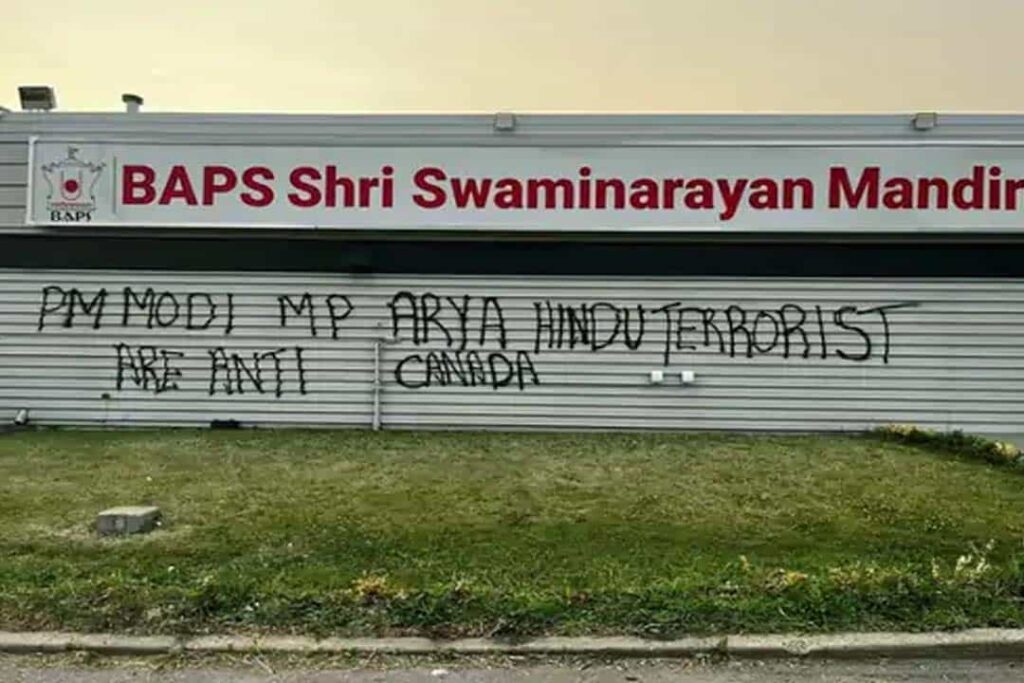 BAPS Shri Swaminarayan Mandir
BAPS
PM MODI MP ARYA HINDU TERRORIST
ARE ANTI CANADA